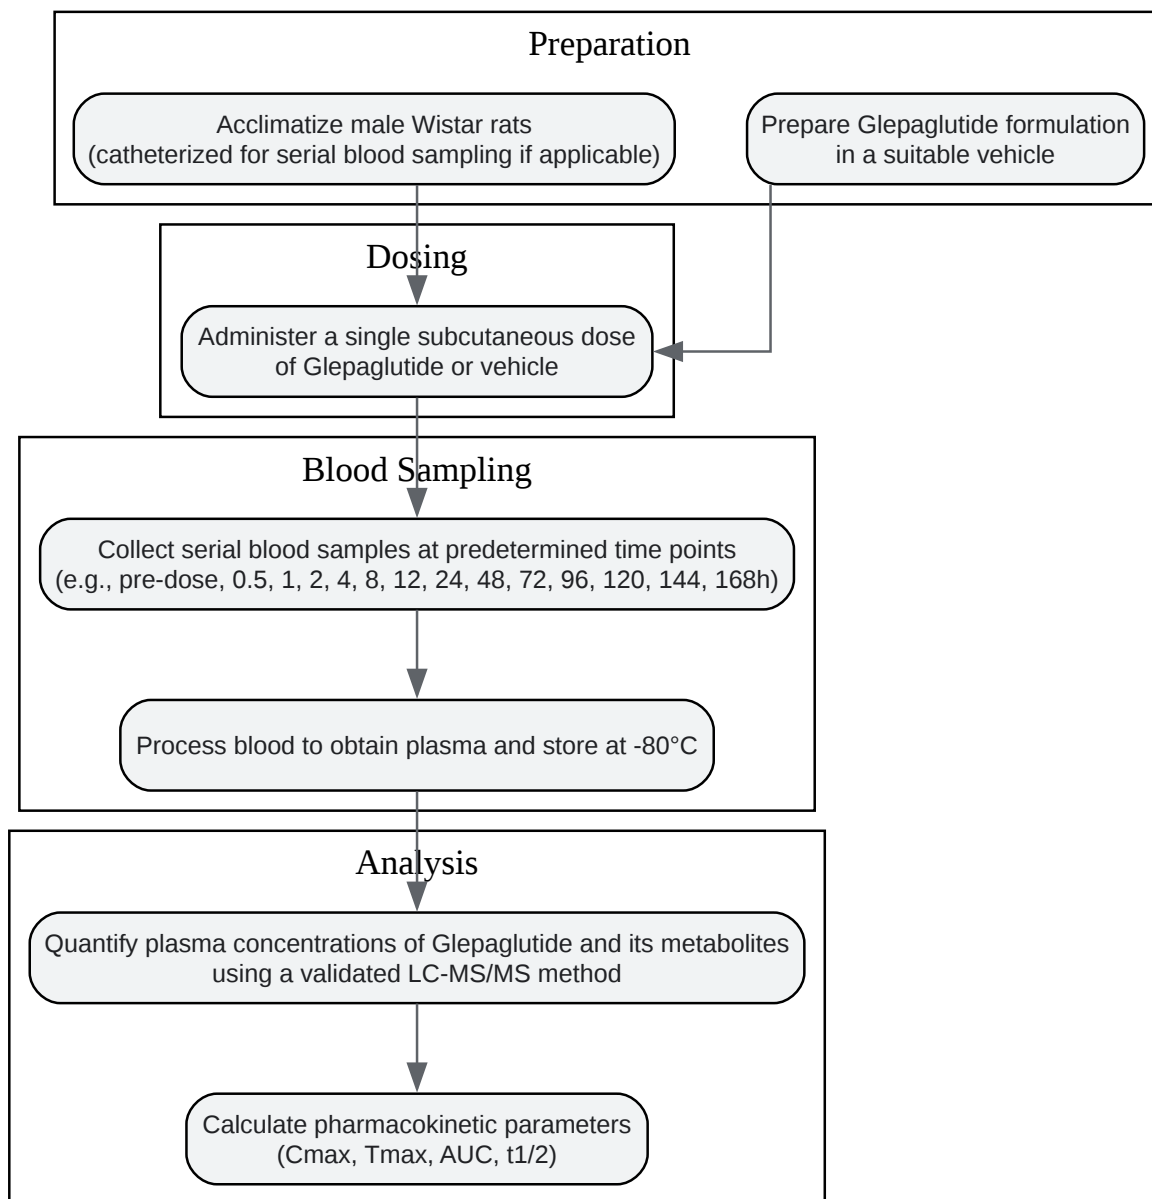 Preparation
Acclimatize male Wistar rats
(catheterized for serial blood sampling if applicable)
Prepare Glepaglutide formulation
in a suitable vehicle
Dosing
Administer a single subcutaneous dose
of Glepaglutide or vehicle
Blood Sampling
Collect serial blood samples at predetermined time points
(e.g., pre-dose, 0.5, 1, 2, 4, 8, 12, 24, 48, 72, 96, 120, 144, 168h)
Process blood to obtain plasma and store at -80°C
Analysis
Quantify plasma concentrations of Glepaglutide and its metabolites
using a validated LC-MS/MS method
Calculate pharmacokinetic parameters
(Cmax, Tmax, AUC, t1/2)